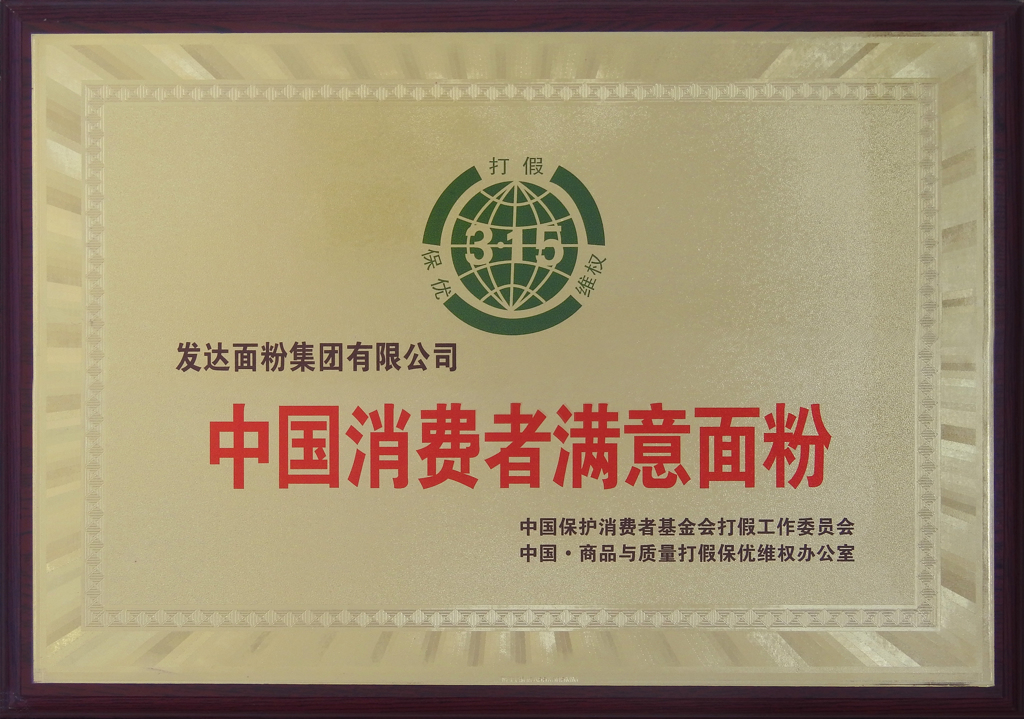 打假
3·15
保优
维权
发达面粉集团有限公司
中国消费者满意面粉
中国保护消费者基金会打假工作委员会
中国·商品与质量打假保优维权办公室